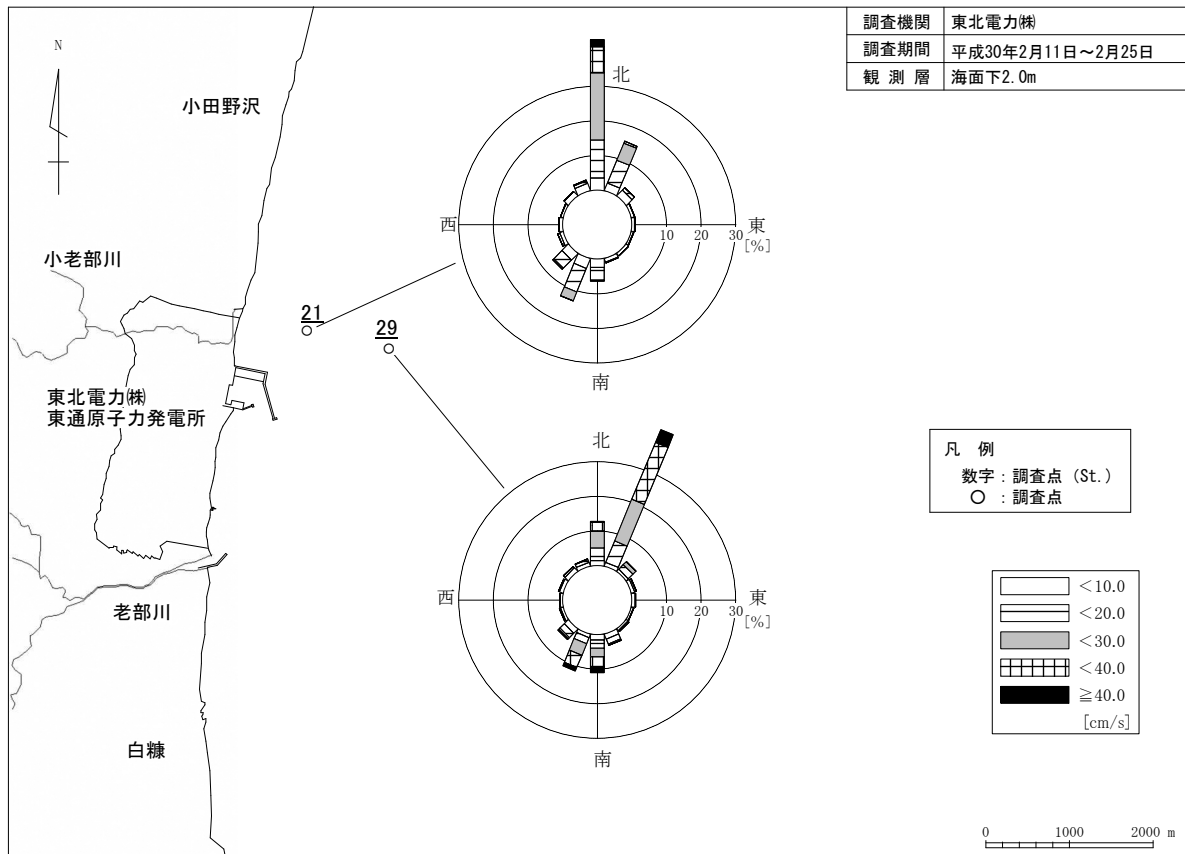 調査機関 東北電力㈱
調査期間 平成30年2月11日～2月25日
観 測 層 海面下2.0m
N
小田野沢
小老部川
東北電力㈱
東通原子力発電所
老部川
白糠
21
29
北
西
東
南
10 20 30
[%]
北
西
東
南
10 20 30
[%]
凡 例
数字：調査点（St.）
○ ：調査点
＜10.0
＜20.0
＜30.0
＜40.0
≧40.0
[cm/s]
0 1000 2000 m